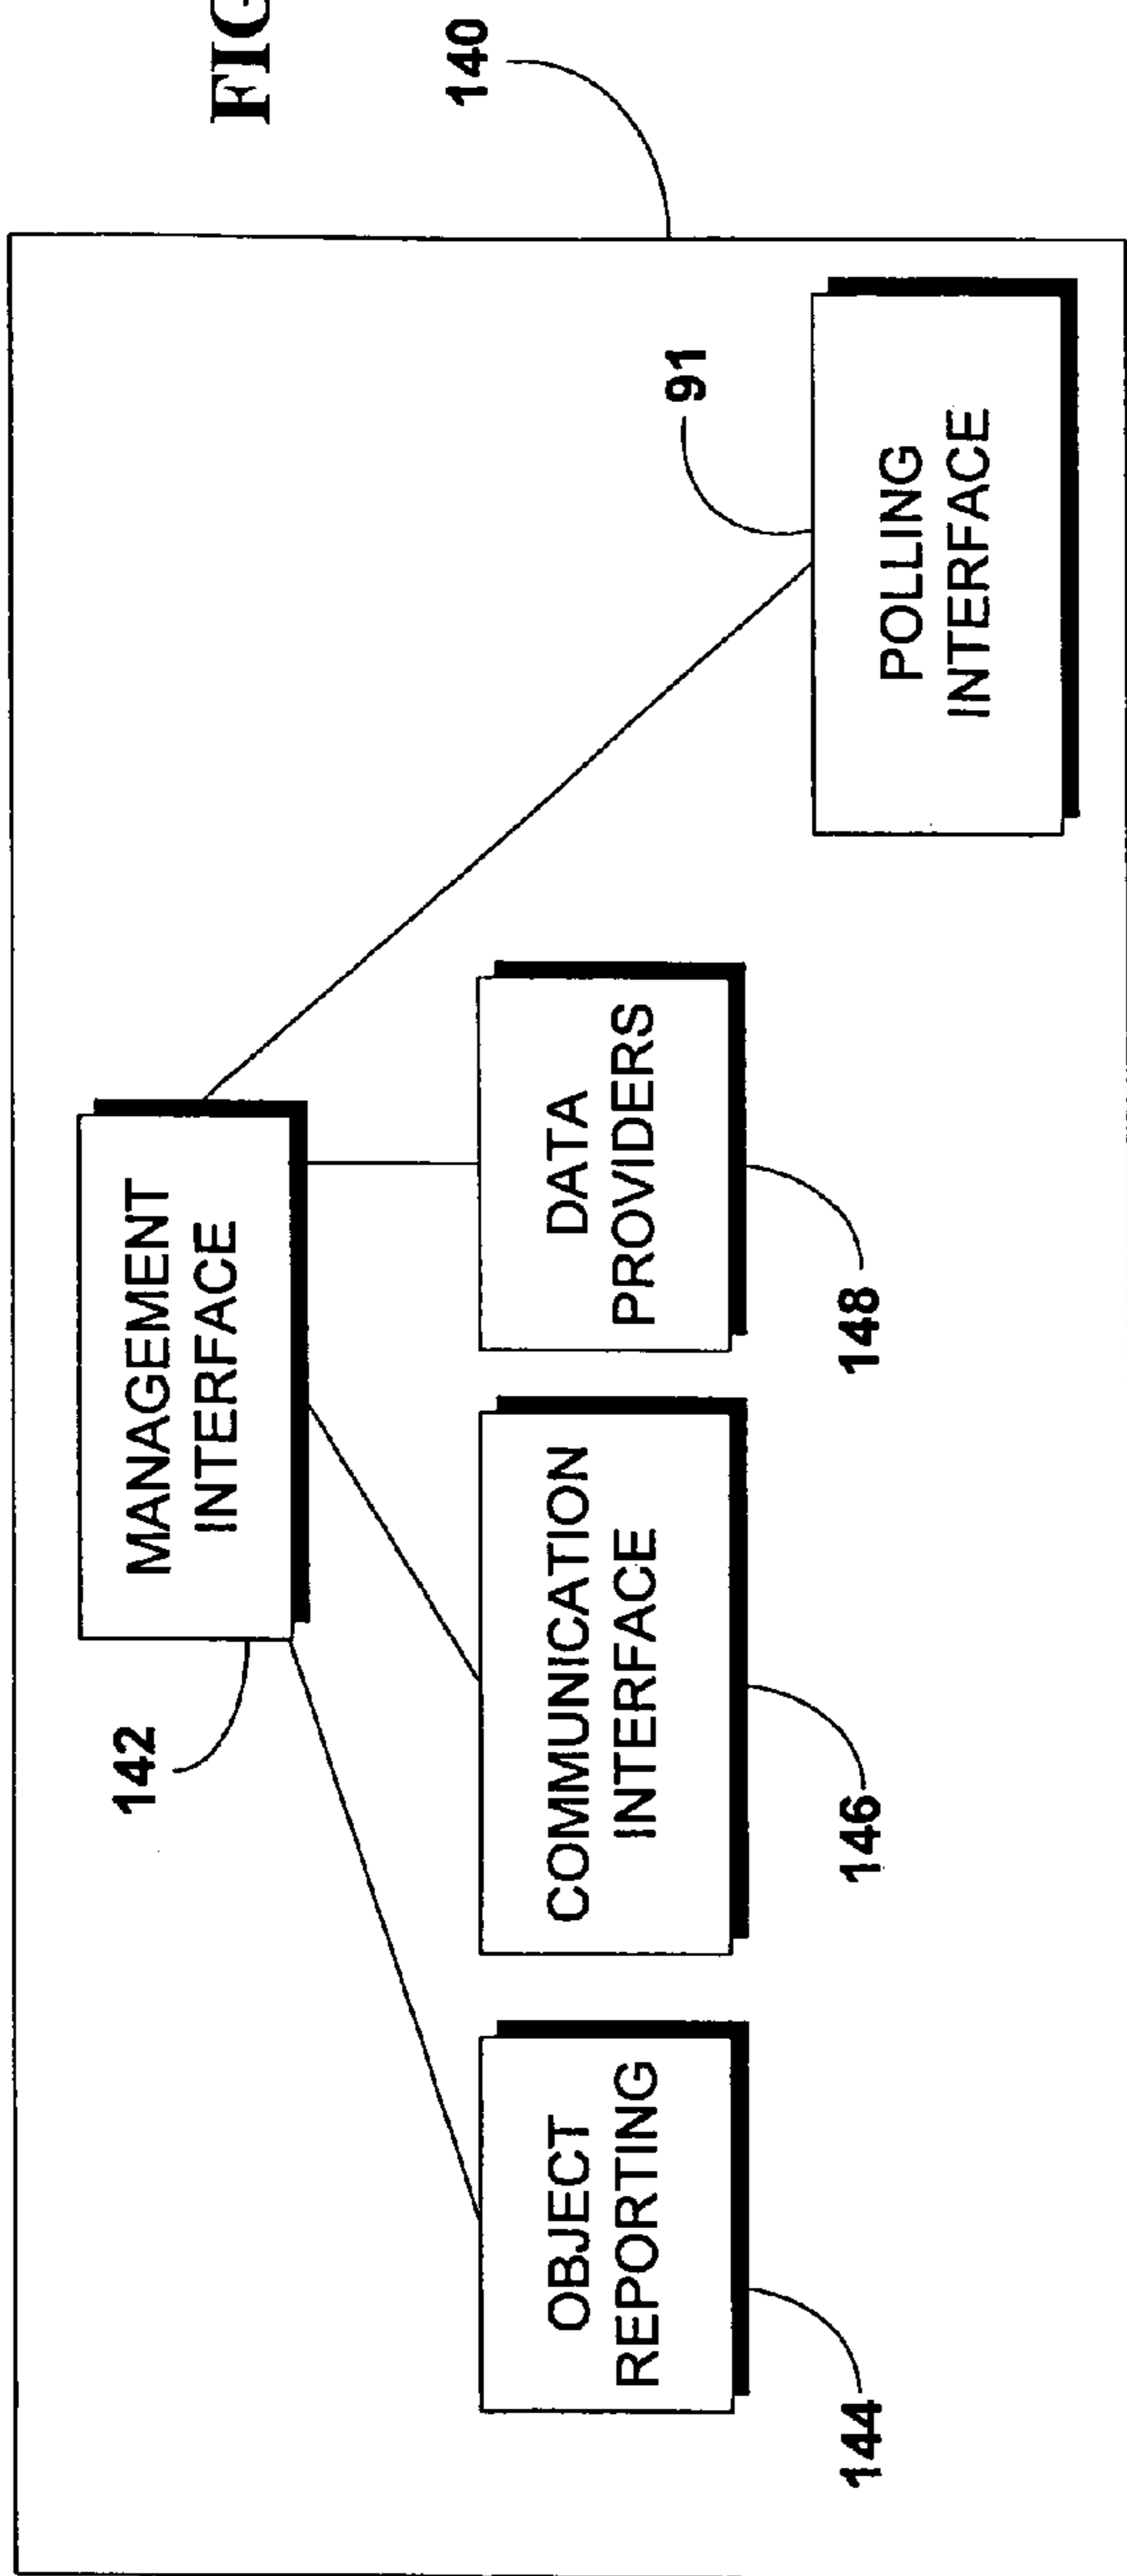 FIG
140
MANAGEMENT
INTERFACE
142
91
OBJECT
REPORTING
COMMUNICATION
INTERFACE
DATA
PROVIDERS
POLLING
INTERFACE
144
146
148